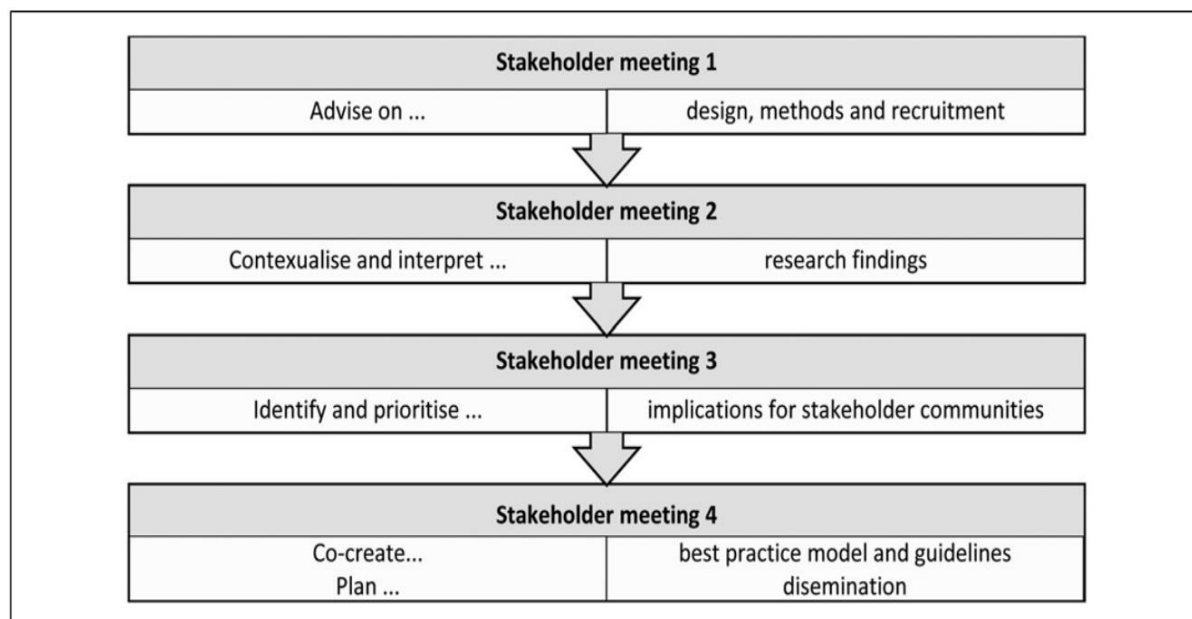 Stakeholder meeting 1
Advise on ...
design, methods and recruitment
Stakeholder meeting 2
Contexualise and interpret ...
research findings
Stakeholder meeting 3
Identify and prioritise ...
implications for stakeholder communities
Stakeholder meeting 4
Co-create...
best practice model and guidelines
Plan ...
disemination